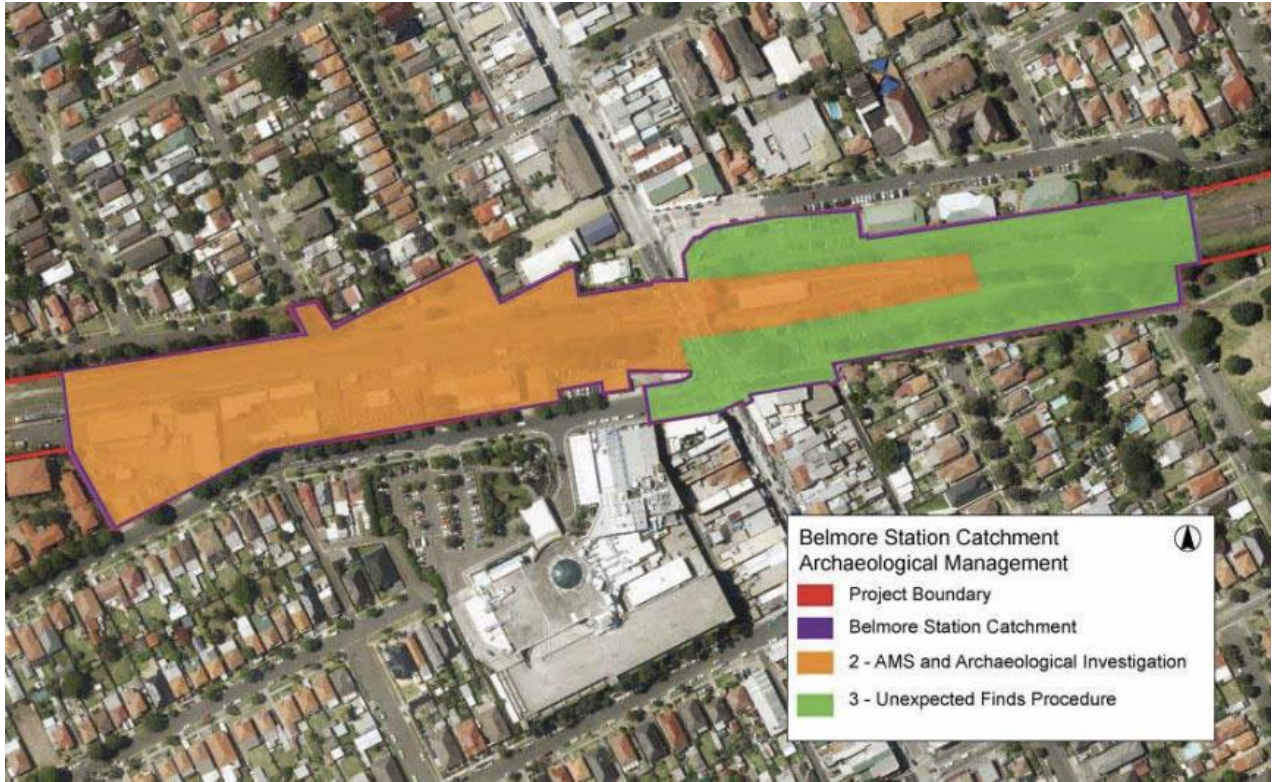 Belmore Station Catchment
Archaeological Management
Project Boundary
Belmore Station Catchment
2 - AMS and Archaeological Investigation
3 - Unexpected Finds Procedure